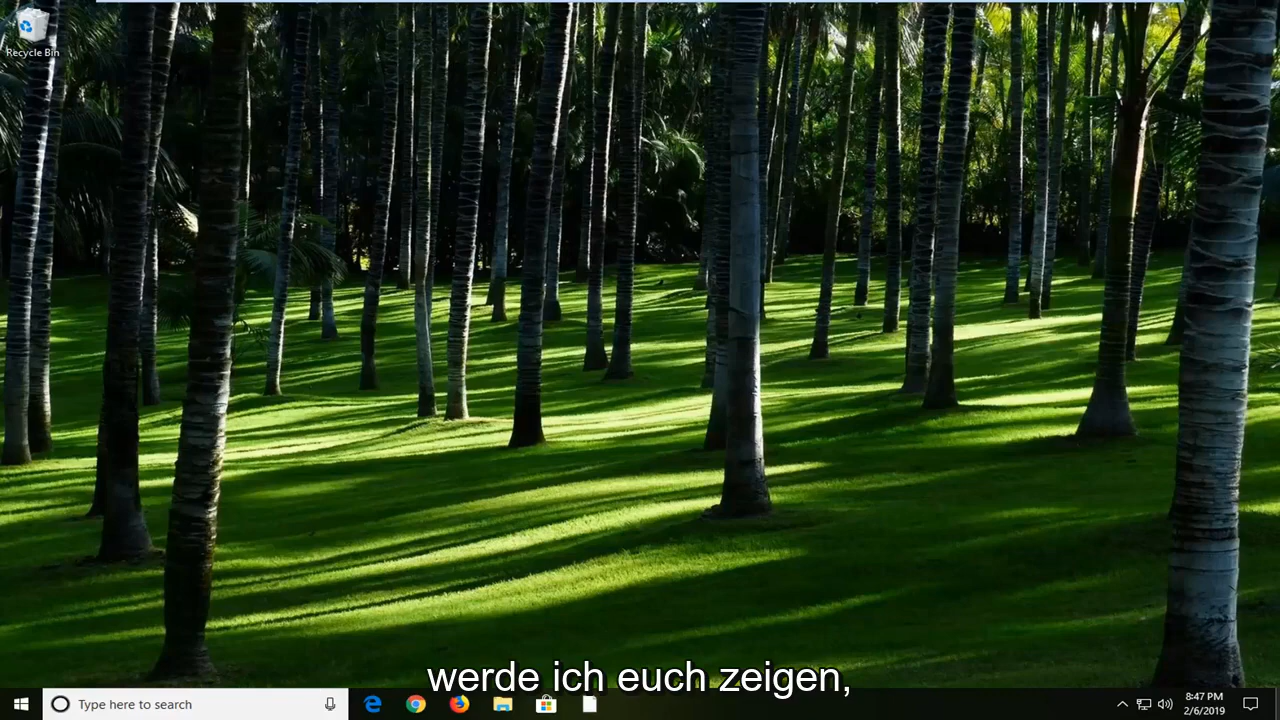 Recycle Bin
werde ich euch zeigen,
Type here to search
8:47 PM
2/6/2019